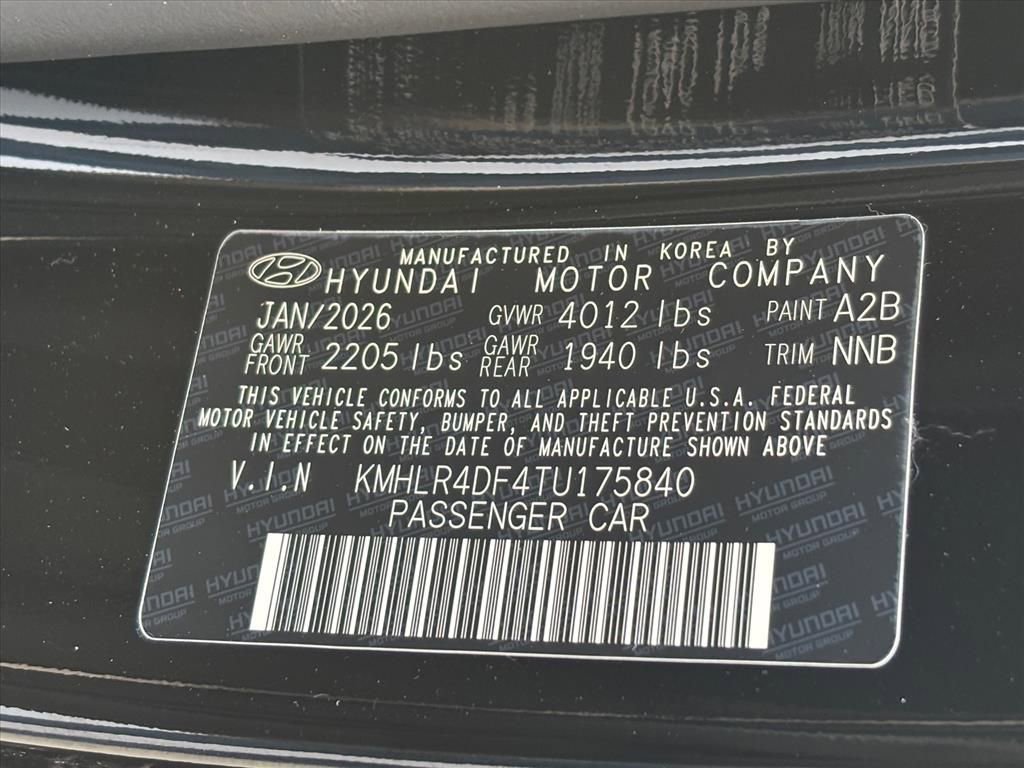 MANUFACTURED IN KOREA BY
HYUNDAI MOTOR COMPANY
JAN/2026 GVWR 4012 lbs PAINT A2B
GAWR FRONT 2205 lbs GAWR REAR 1940 lbs TRIM NNB
THIS VEHICLE CONFORMS TO ALL APPLICABLE U.S.A. FEDERAL
MOTOR VEHICLE SAFETY, BUMPER, AND THEFT PREVENTION STANDARDS
IN EFFECT ON THE DATE OF MANUFACTURE SHOWN ABOVE
V.I.N KMHLR4DF4TU175840
PASSENGER CAR